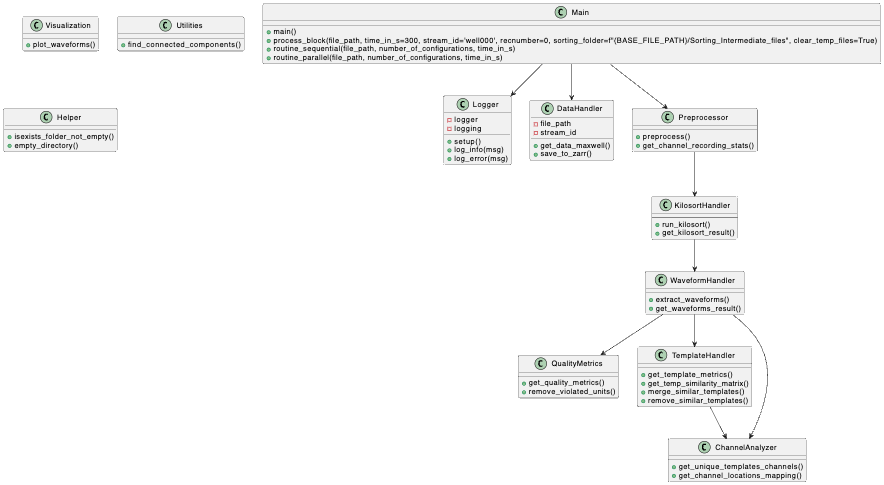 C Visualization
plot_waveforms()
C Utilities
find_connected_components()
C Main
main()
process_block(file_path, time_in_s=300, stream_id='well000', recnumber=0, sorting_folder=f"{BASE_FILE_PATH}/Sorting_Intermediate_files", clear_temp_files=True)
routine_sequential(file_path, number_of_configurations, time_in_s)
routine_parallel(file_path, number_of_configurations, time_in_s)
C Helper
isexists_folder_not_empty()
empty_directory()
C Logger
logger
logging
setup()
log_info(msg)
log_error(msg)
C DataHandler
file_path
stream_id
get_data_maxwell()
save_to_zarr()
C Preprocessor
preprocess()
get_channel_recording_stats()
C KilosortHandler
run_kilosort()
get_kilosort_result()
C WaveformHandler
extract_waveforms()
get_waveforms_result()
C QualityMetrics
get_quality_metrics()
remove_violated_units()
C TemplateHandler
get_template_metrics()
get_temp_similarity_matrix()
merge_similar_templates()
remove_similar_templates()
C ChannelAnalyzer
get_unique_templates_channels()
get_channel_locations_mapping()